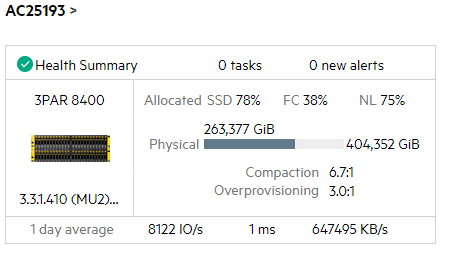 AC25193 >
Health Summary 0 tasks 0 new alerts
3PAR 8400
Allocated SSD 78% FC 38% NL 75%
263,377 GiB
Physical 404,352 GiB
Compaction 6.7:1
Overprovisioning 3.0:1
3.3.1.410 (MU2)...
1 day average 8122 IO/s 1 ms 647495 KB/s